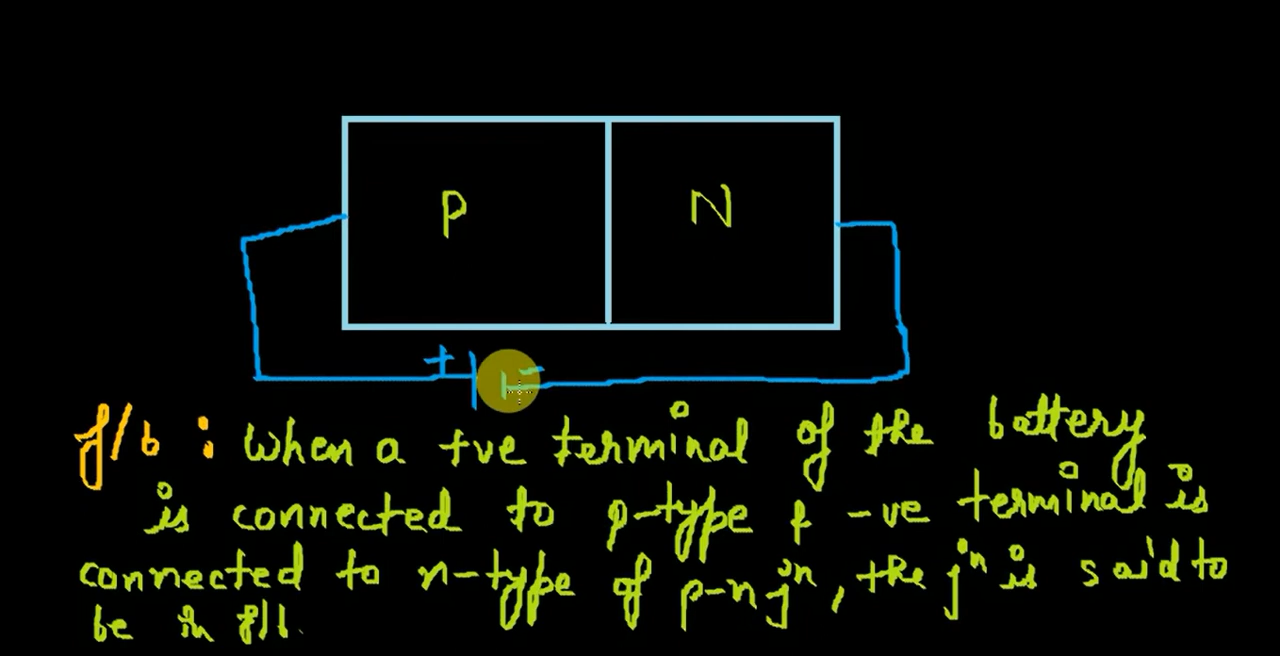 P N
+ -
f/b : When a +ve terminal of the battery
is connected to p-type & -ve terminal is
connected to n-type of p-n jⁿ, the jⁿ is said to
be in f/b.